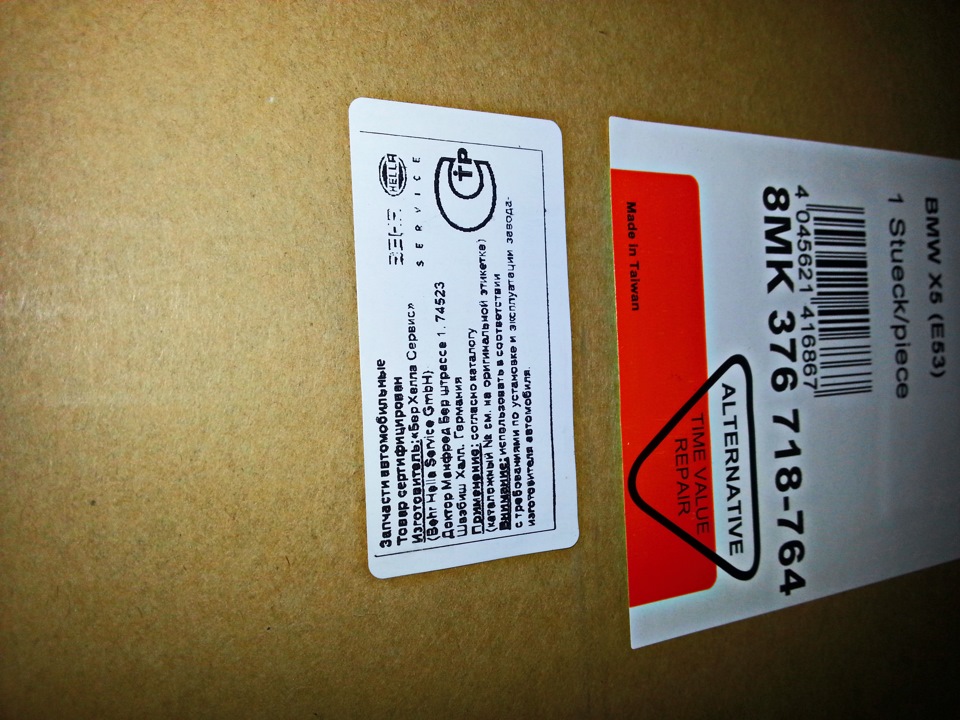 Запчасти автомобильные
Товар сертифицирован
Изготовитель: «Бер Хелла Сервис»
(Behr Hella Service GmbH)
Доктор Манфред Бер штрассе 1. 74523
Швэбиш Халл. Германия
Применение: согласно каталогу
(каталожный № см. на оригинальной этикетке)
Внимание: использовать в соответствии
с требованиями по установке и эксплуатации завода-
изготовителя автомобиля.
HELLA
SERVICE
BMW X5 (E53)
1 Stueck/piece
4 045621 416867
8MK 376 718-764
ALTERNATIVE
TIME VALUE
REPAIR
Made in Taiwan